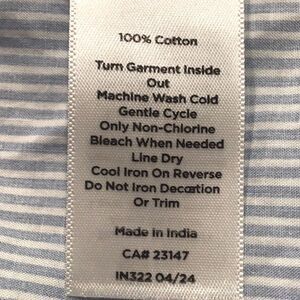 100% Cotton
Turn Garment Inside
Out
Machine Wash Cold
Gentle Cycle
Only Non-Chlorine
Bleach When Needed
Line Dry
Cool Iron On Reverse
Do Not Iron Decoration
Or Trim
Made in India
CA# 23147
IN322 04/24